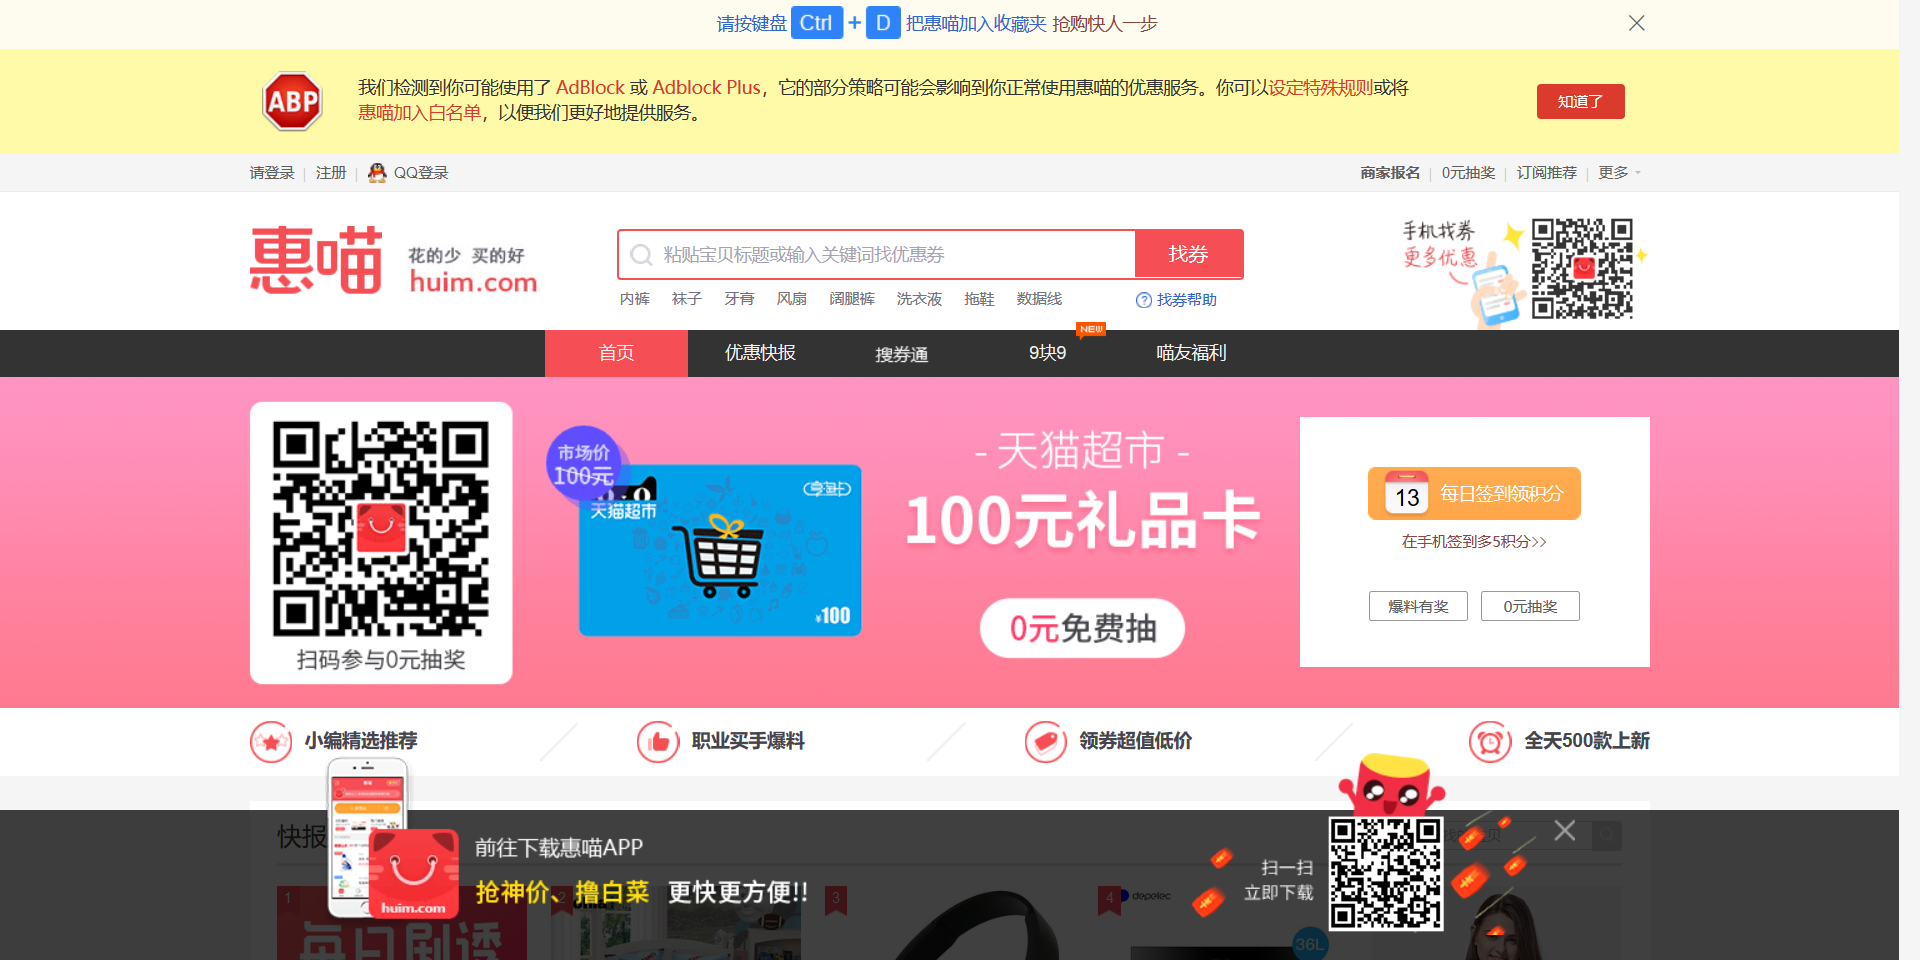 请按键盘 Ctrl + D 把惠喵加入收藏夹 抢购快人一步
ABP
我们检测到你可能使用了 AdBlock 或 Adblock Plus，它的部分策略可能会影响到你正常使用惠喵的优惠服务。你可以设定特殊规则或将
惠喵加入白名单，以便我们更好地提供服务。
知道了
请登录 | 注册 | QQ登录
商家报名 | 0元抽奖 | 订阅推荐 | 更多
惠喵
花的少 买的好
huim.com
粘贴宝贝标题或输入关键词找优惠券
找券
内裤 袜子 牙膏 风扇 阔腿裤 洗衣液 拖鞋 数据线
? 找券帮助
手机找券
更多优惠
首页 优惠快报 搜券通 9块9 喵友福利
NEW
扫码参与0元抽奖
市场价
100元
天猫超市
享淘卡
¥100
- 天猫超市 -
100元礼品卡
0元免费抽
13 每日签到领积分
在手机签到多5积分>>
爆料有奖 0元抽奖
小编精选推荐 职业买手爆料 领券超值低价 全天500款上新
快报
前往下载惠喵APP
抢神价、撸白菜 更快更方便!!
huim.com
扫一扫
立即下载
1
2
3
4
depelec
36L